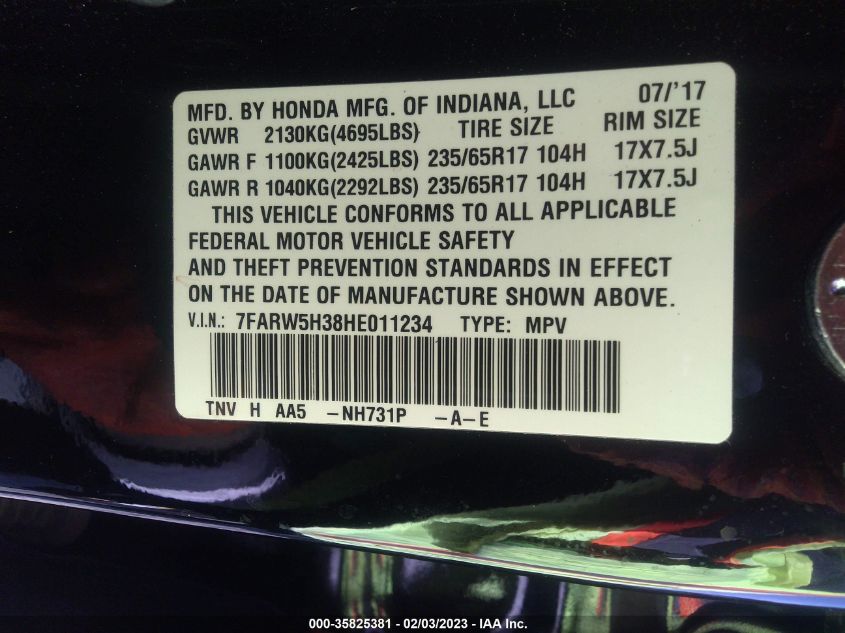 MFD. BY HONDA MFG. OF INDIANA, LLC 07/'17
GVWR 2130KG(4695LBS) TIRE SIZE RIM SIZE
GAWR F 1100KG(2425LBS) 235/65R17 104H 17X7.5J
GAWR R 1040KG(2292LBS) 235/65R17 104H 17X7.5J
THIS VEHICLE CONFORMS TO ALL APPLICABLE
FEDERAL MOTOR VEHICLE SAFETY
AND THEFT PREVENTION STANDARDS IN EFFECT
ON THE DATE OF MANUFACTURE SHOWN ABOVE.
V.I.N.: 7FARW5H38HE011234 TYPE: MPV
TNV H AA5 –NH731P –A–E
000-35825381 - 02/03/2023 - IAA Inc.